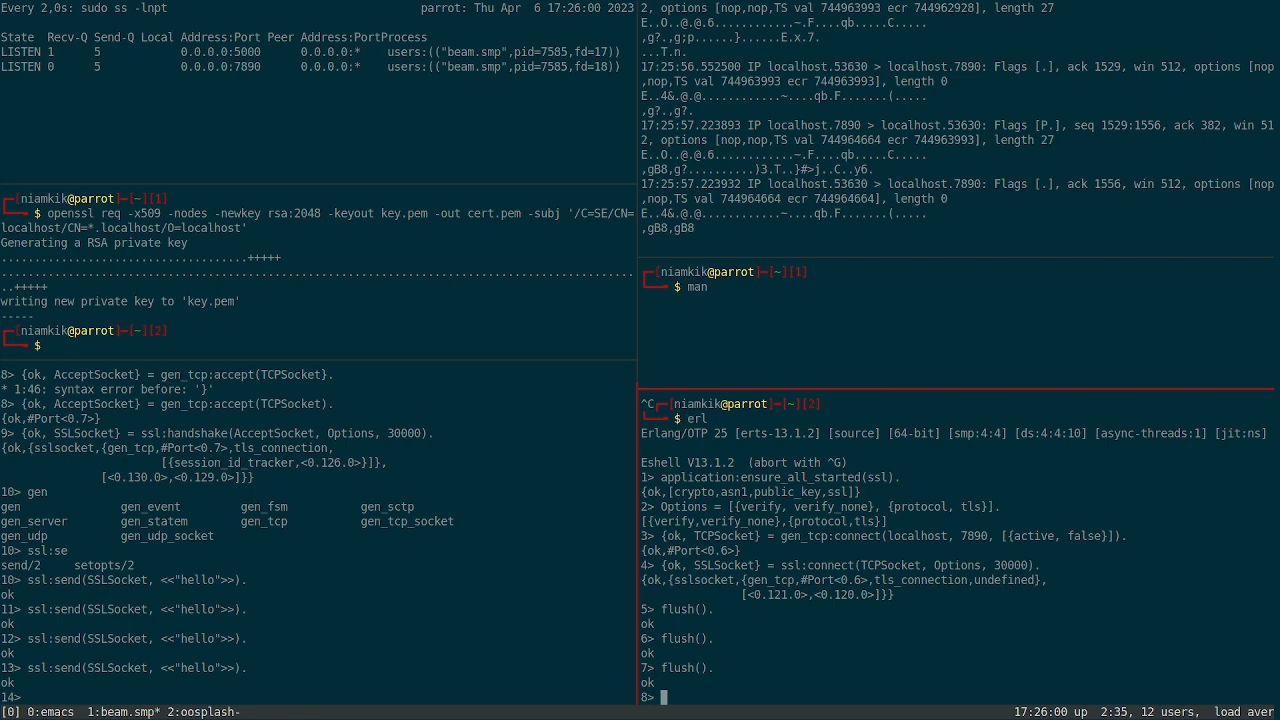 Every 2,0s: sudo ss -lnpt parrot: Thu Apr  6 17:26:00 2023
State  Recv-Q Send-Q Local Address:Port Peer Address:PortProcess
LISTEN 1      5            0.0.0.0:5000      0.0.0.0:*    users:(("beam.smp",pid=7585,fd=17))
LISTEN 0      5            0.0.0.0:7890      0.0.0.0:*    users:(("beam.smp",pid=7585,fd=18))
[niamkik@parrot]-[~][1]
$ openssl req -x509 -nodes -newkey rsa:2048 -keyout key.pem -out cert.pem -subj '/C=SE/CN=
localhost/CN=*.localhost/O=localhost'
Generating a RSA private key
.....................................+++++
...............................................................................................
..+++++
writing new private key to 'key.pem'
-----
[niamkik@parrot]-[~][2]
$
8> {ok, AcceptSocket} = gen_tcp:accept(TCPSocket}.
* 1:46: syntax error before: '}'
8> {ok, AcceptSocket} = gen_tcp:accept(TCPSocket).
{ok,#Port<0.7>}
9> {ok, SSLSocket} = ssl:handshake(AcceptSocket, Options, 30000).
{ok,{sslsocket,{gen_tcp,#Port<0.7>,tls_connection,
[{session_id_tracker,<0.126.0>}]},
[<0.130.0>,<0.129.0>]}}
10> gen
gen           gen_event         gen_fsm           gen_sctp
gen_server        gen_statem        gen_tcp           gen_tcp_socket
gen_udp           gen_udp_socket
10> ssl:se
send/2     setopts/2
10> ssl:send(SSLSocket, <<"hello">>).
ok
11> ssl:send(SSLSocket, <<"hello">>).
ok
12> ssl:send(SSLSocket, <<"hello">>).
ok
13> ssl:send(SSLSocket, <<"hello">>).
ok
14>
2, options [nop,nop,TS val 744963993 ecr 744962928], length 27
E..O..@.@.6............~.F....qb.....C.....
,g?.,g;p......}......E.x.7.
...T.n.
17:25:56.552500 IP localhost.53630 > localhost.7890: Flags [.], ack 1529, win 512, options [nop
,nop,TS val 744963993 ecr 744963993], length 0
E..4&.@.@............~....qb.F.......(.....
,g?.,g?.
17:25:57.223893 IP localhost.7890 > localhost.53630: Flags [P.], seq 1529:1556, ack 382, win 51
2, options [nop,nop,TS val 744964664 ecr 744963993], length 27
E..O..@.@.6............~.F....qb.....C.....
,gB8,g?..........)3.T..}#>j..C..y6.
17:25:57.223932 IP localhost.53630 > localhost.7890: Flags [.], ack 1556, win 512, options [nop
,nop,TS val 744964664 ecr 744964664], length 0
E..4&.@.@............~....qb.F.......(.....
,gB8,gB8
[niamkik@parrot]-[~][1]
$ man
^C [niamkik@parrot]-[~][2]
$ erl
Erlang/OTP 25 [erts-13.1.2] [source] [64-bit] [smp:4:4] [ds:4:4:10] [async-threads:1] [jit:ns]
Eshell V13.1.2  (abort with ^G)
1> application:ensure_all_started(ssl).
{ok,[crypto,asn1,public_key,ssl]}
2> Options = [{verify, verify_none}, {protocol, tls}].
[{verify,verify_none},{protocol,tls}]
3> {ok, TCPSocket} = gen_tcp:connect(localhost, 7890, [{active, false}]).
{ok,#Port<0.6>}
4> {ok, SSLSocket} = ssl:connect(TCPSocket, Options, 30000).
{ok,{sslsocket,{gen_tcp,#Port<0.6>,tls_connection,undefined},
[<0.121.0>,<0.120.0>]}}
5> flush().
ok
6> flush().
ok
7> flush().
ok
8>
[0] 0:emacs  1:beam.smp* 2:oosplash- 17:26:00 up  2:35, 12 users,  load aver